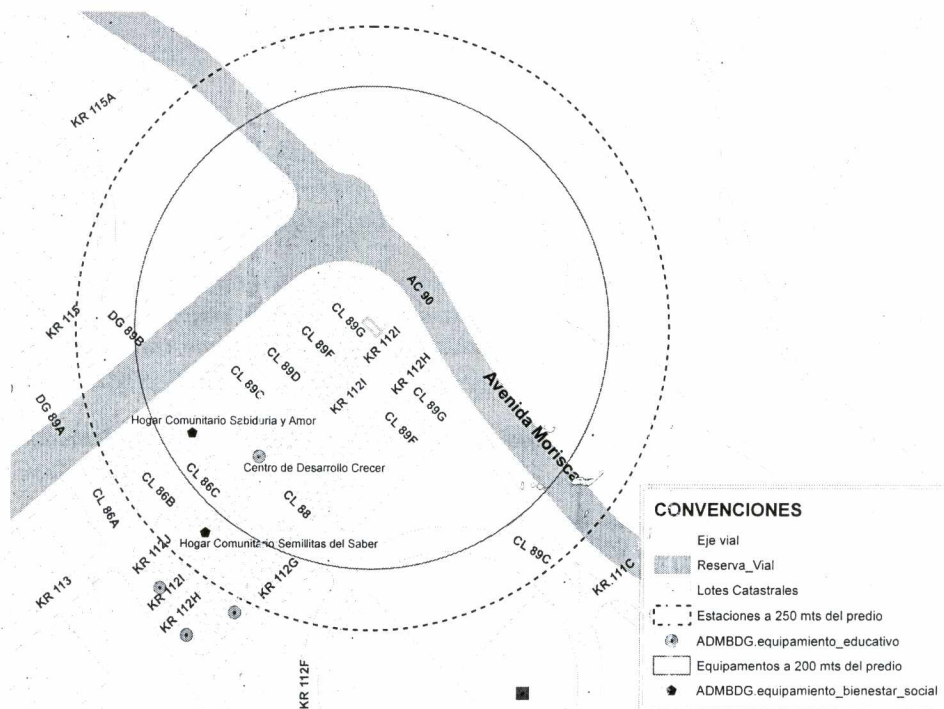 KR 115A
KR 115
DG 89B
DG 89A
AC 90
CL 89G
CL 89F
KR 112I
CL 89D
CL 89C
KR 112H
KR 112I
CL 89G
CL 89F
Avenida Morisca
Hogar Comunitario Sabiduria y Amor
Centro de Desarrollo Crecer
CL 86C
CL 86B
CL 86A
CL 88
Hogar Comunitario Semillitas del Saber
KR 112J
KR 112I
KR 112H
KR 112G
KR 113
CL 89C
KR 111C
KR 112F
CONVENCIONES
Eje vial
Reserva_Vial
Lotes Catastrales
Estaciones a 250 mts del predio
ADMBDG.equipamiento_educativo
Equipamentos a 200 mts del predio
ADMBDG.equipamiento_bienestar_social